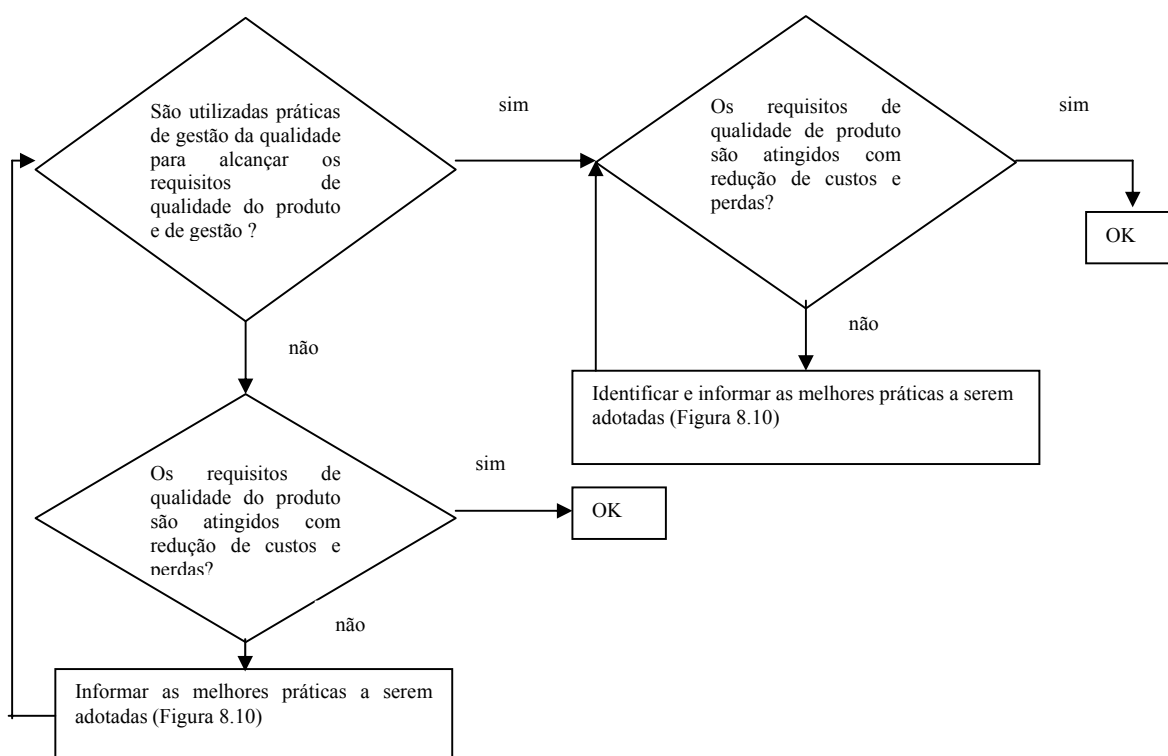 São utilizadas práticas
de gestão da qualidade
para alcançar os
requisitos de
qualidade do produto
e de gestão ?
sim
Os requisitos de
qualidade de produto
são atingidos com
redução de custos e
perdas?
sim
OK
não
não
Identificar e informar as melhores práticas a serem
adotadas (Figura 8.10)
Os requisitos de
qualidade do produto
são atingidos com
redução de custos e
perdas?
sim
OK
não
Informar as melhores práticas a serem
adotadas (Figura 8.10)